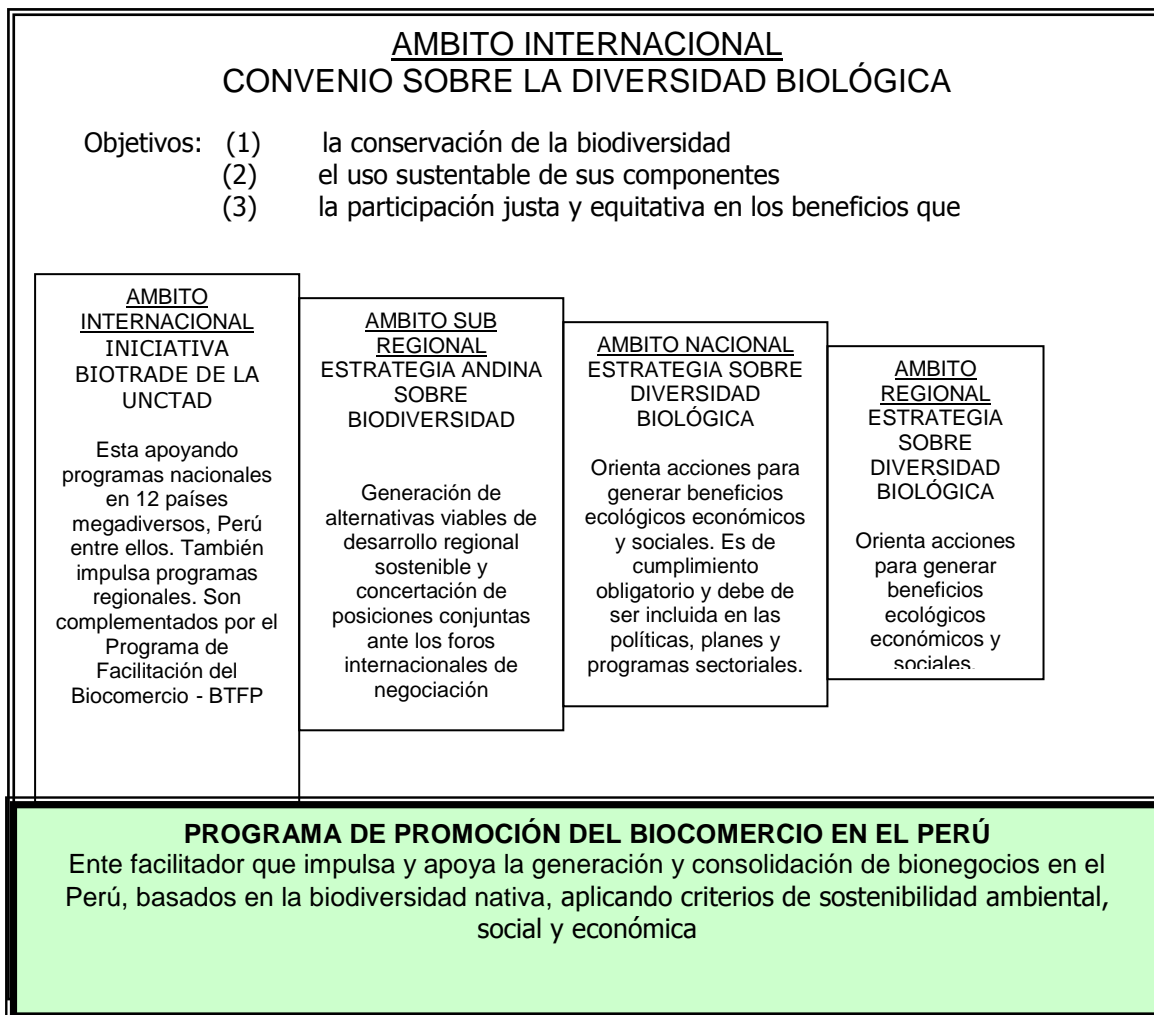 AMBITO INTERNACIONAL
CONVENIO SOBRE LA DIVERSIDAD BIOLÓGICA
Objetivos: (1) la conservación de la biodiversidad
(2) el uso sustentable de sus componentes
(3) la participación justa y equitativa en los beneficios que
AMBITO
INTERNACIONAL
INICIATIVA
BIOTRADE DE LA
UNCTAD
Esta apoyando
programas nacionales
en 12 países
megadiversos, Perú
entre ellos. También
impulsa programas
regionales. Son
complementados por el
Programa de
Facilitación del
Biocomercio - BTFP
AMBITO SUB
REGIONAL
ESTRATEGIA ANDINA
SOBRE
BIODIVERSIDAD
Generación de
alternativas viables de
desarrollo regional
sostenible y
concertación de
posiciones conjuntas
ante los foros
internacionales de
negociación
AMBITO NACIONAL
ESTRATEGIA SOBRE
DIVERSIDAD
BIOLÓGICA
Orienta acciones para
generar beneficios
ecológicos económicos
y sociales. Es de
cumplimiento
obligatorio y debe de
ser incluida en las
políticas, planes y
programas sectoriales.
AMBITO
REGIONAL
ESTRATEGIA
SOBRE
DIVERSIDAD
BIOLÓGICA
Orienta acciones
para generar
beneficios
ecológicos
económicos y
sociales.
PROGRAMA DE PROMOCIÓN DEL BIOCOMERCIO EN EL PERÚ
Ente facilitador que impulsa y apoya la generación y consolidación de bionegocios en el
Perú, basados en la biodiversidad nativa, aplicando criterios de sostenibilidad ambiental,
social y económica